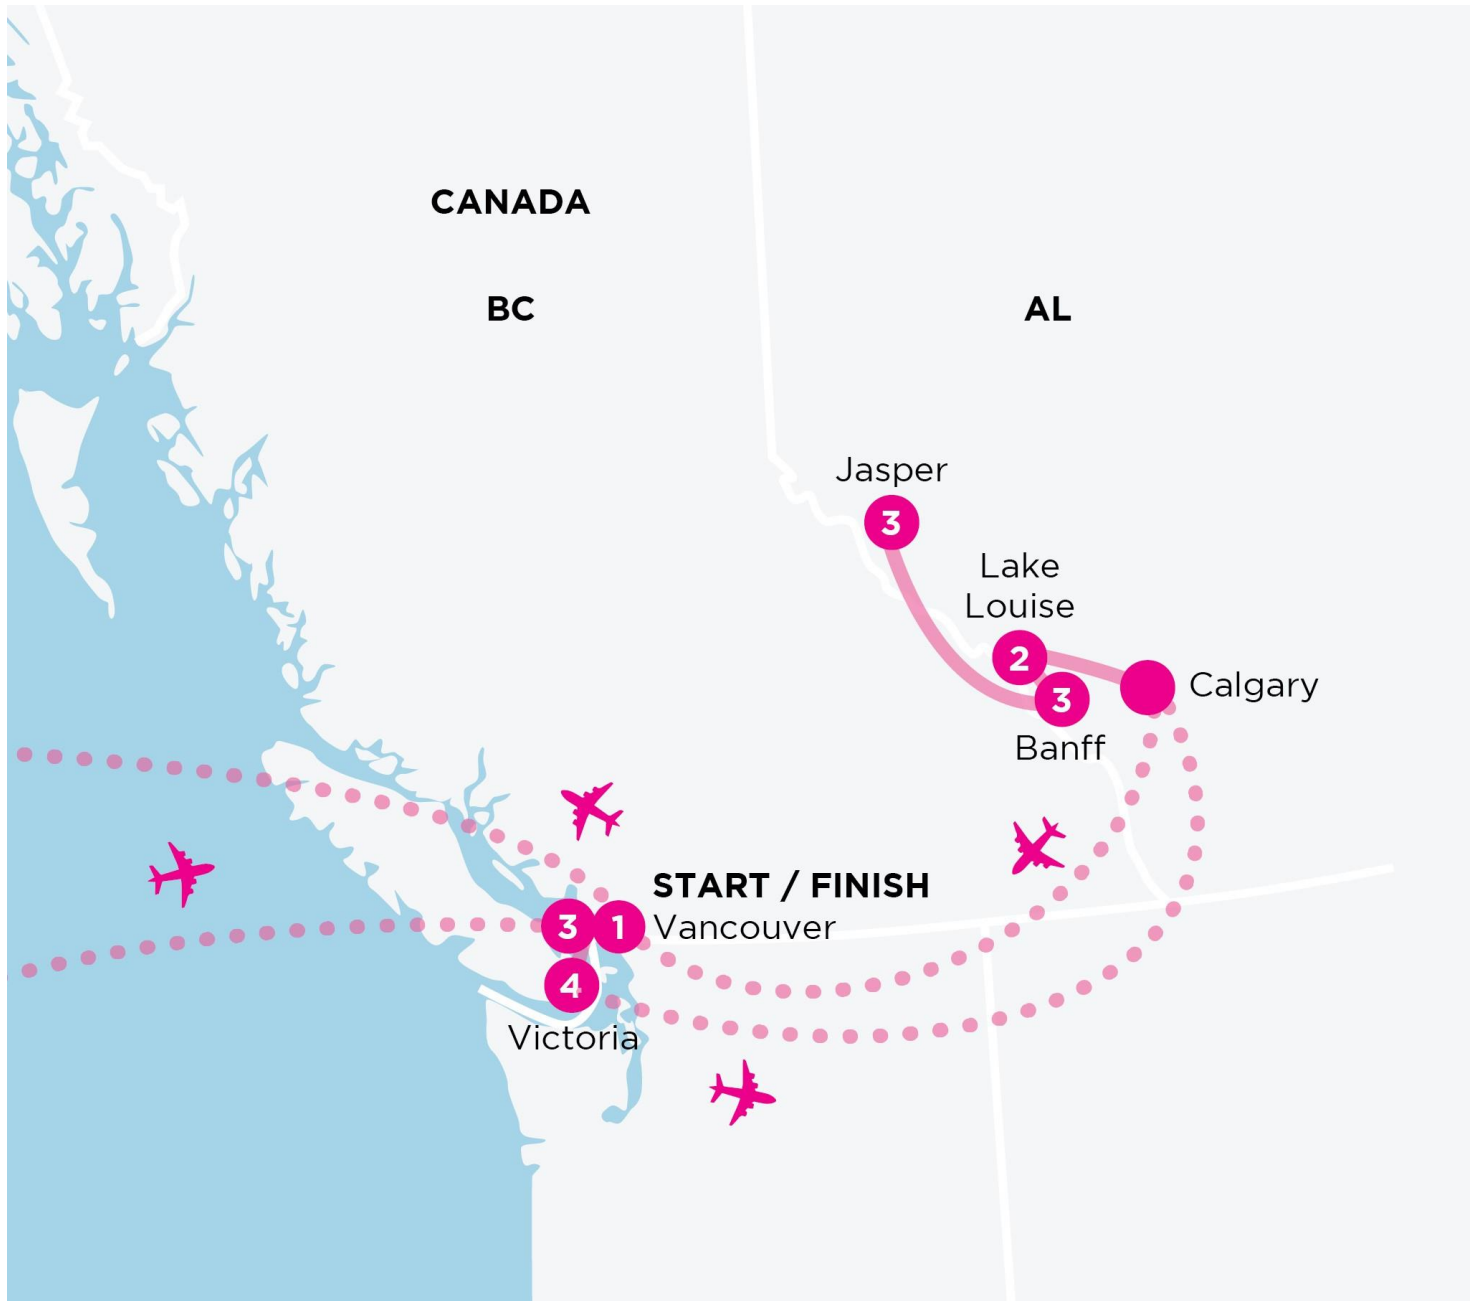 CANADA
BC
AL
Jasper
3
Lake
Louise
2
3
Calgary
Banff
START / FINISH
3
1
Vancouver
4
Victoria